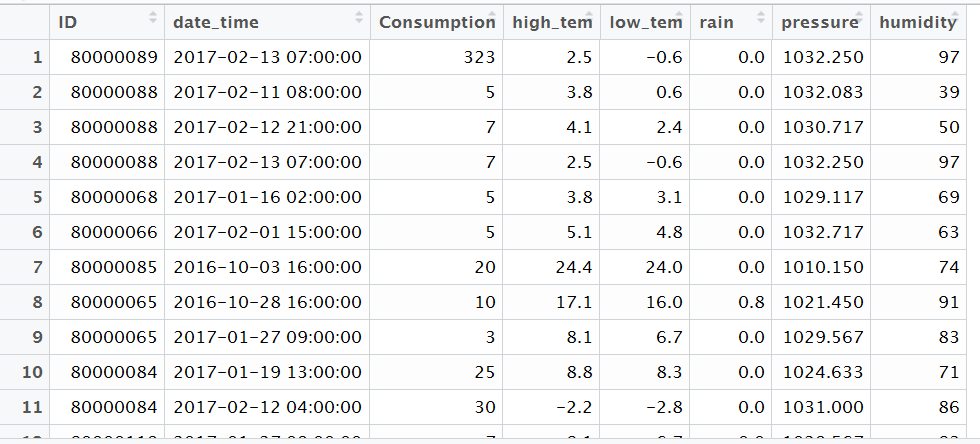 ID date_time Consumption high_tem low_tem rain pressure humidity
1 80000089 2017-02-13 07:00:00 323 2.5 -0.6 0.0 1032.250 97
2 80000088 2017-02-11 08:00:00 5 3.8 0.6 0.0 1032.083 39
3 80000088 2017-02-12 21:00:00 7 4.1 2.4 0.0 1030.717 50
4 80000088 2017-02-13 07:00:00 7 2.5 -0.6 0.0 1032.250 97
5 80000068 2017-01-16 02:00:00 5 3.8 3.1 0.0 1029.117 69
6 80000066 2017-02-01 15:00:00 5 5.1 4.8 0.0 1032.717 63
7 80000085 2016-10-03 16:00:00 20 24.4 24.0 0.0 1010.150 74
8 80000065 2016-10-28 16:00:00 10 17.1 16.0 0.8 1021.450 91
9 80000065 2017-01-27 09:00:00 3 8.1 6.7 0.0 1029.567 83
10 80000084 2017-01-19 13:00:00 25 8.8 8.3 0.0 1024.633 71
11 80000084 2017-02-12 04:00:00 30 -2.2 -2.8 0.0 1031.000 86